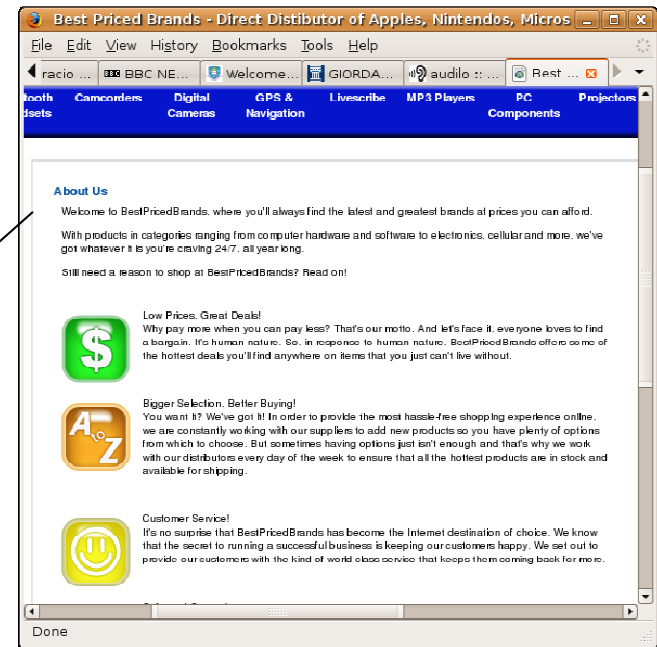 Best Priced Brands - Direct Distibutor of Apples, Nintendos, Micros
File Edit View History Bookmarks Tools Help
racio ... BBC BBC NE... Welcome... GIORDA... audilo :: ... Best ...
tooth Camcorders Digital GPS & Livescribe MP3 Players PC Projectors
dsets Cameras Navigation Components
About Us
Welcome to BestPricedBrands, where you'll always find the latest and greatest brands at prices you can afford.
With products in categories ranging from computer hardware and software to electronics, cellular and more, we've
got whatever it is you're craving 24/7, all year long.
Still need a reason to shop at BestPricedBrands? Read on!
Low Prices, Great Deals!
$ Why pay more when you can pay less? That's our motto. And let's face it, everyone loves to find
a bargain. It's human nature. So, in response to human nature, BestPricedBrands offers some of
the hottest deals you'll find anywhere on items that you just can't live without.
Bigger Selection, Better Buying!
A to Z You want it? We've got it! In order to provide the most hassle-free shopping experience online,
we are constantly working with our suppliers to add new products so you have plenty of options
from which to choose. But sometimes having options just isn't enough and that's why we work
with our distributors every day of the week to ensure that all the hottest products are in stock and
available for shipping.
Customer Service!
It's no surprise that BestPricedBrands has become the Internet destination of choice. We know
that the secret to running a successful business is keeping our customers happy. We set out to
provide our customers with the kind of world class service that keeps them coming back for more.
Done